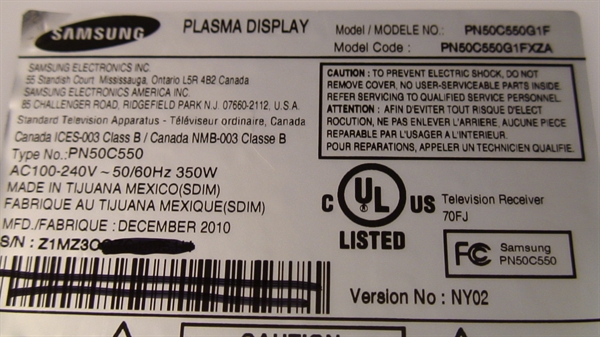 SAMSUNG
PLASMA DISPLAY
Model / MODELE NO.: PN50C550G1F
Model Code : PN50C550G1FXZA
SAMSUNG ELECTRONICS INC.
55 Standish Court Mississauga, Ontario L5R 4B2 Canada
SAMSUNG ELECTRONICS AMERICA INC.
85 CHALLENGER ROAD, RIDGEFIELD PARK N.J. 07660-2112, U.S.A.
Standard Television Apparatus - Téléviseur ordinaire, Canada
Canada ICES-003 Class B / Canada NMB-003 Classe B
Type No.:PN50C550
AC100-240V ~ 50/60Hz 350W
MADE IN TIJUANA MEXICO(SDIM)
FABRIQUE AU TIJUANA MEXIQUE(SDIM)
MFD./FABRIQUE : DECEMBER 2010
S/N : Z1MZ30
CAUTION : TO PREVENT ELECTRIC SHOCK, DO NOT
REMOVE COVER, NO USER-SERVICEABLE PARTS INSIDE.
REFER SERVICING TO QUALIFIED SERVICE PERSONNEL.
ATTENTION : AFIN D'EVITER TOUT RISQUE D'ELECT
ROCUTION, NE PAS ENLEVER L'ARRIERE, AUCUNE PIECE
REPARABLE PAR L'USAGER A L'INTERIEUR.
POUR REPARATIONS, APPELER UN TECHNICIEN QUALIFIE
C UL ® US
LISTED
Television Receiver
70FJ
FC Samsung
PN50C550
Version No : NY02
CAUTION